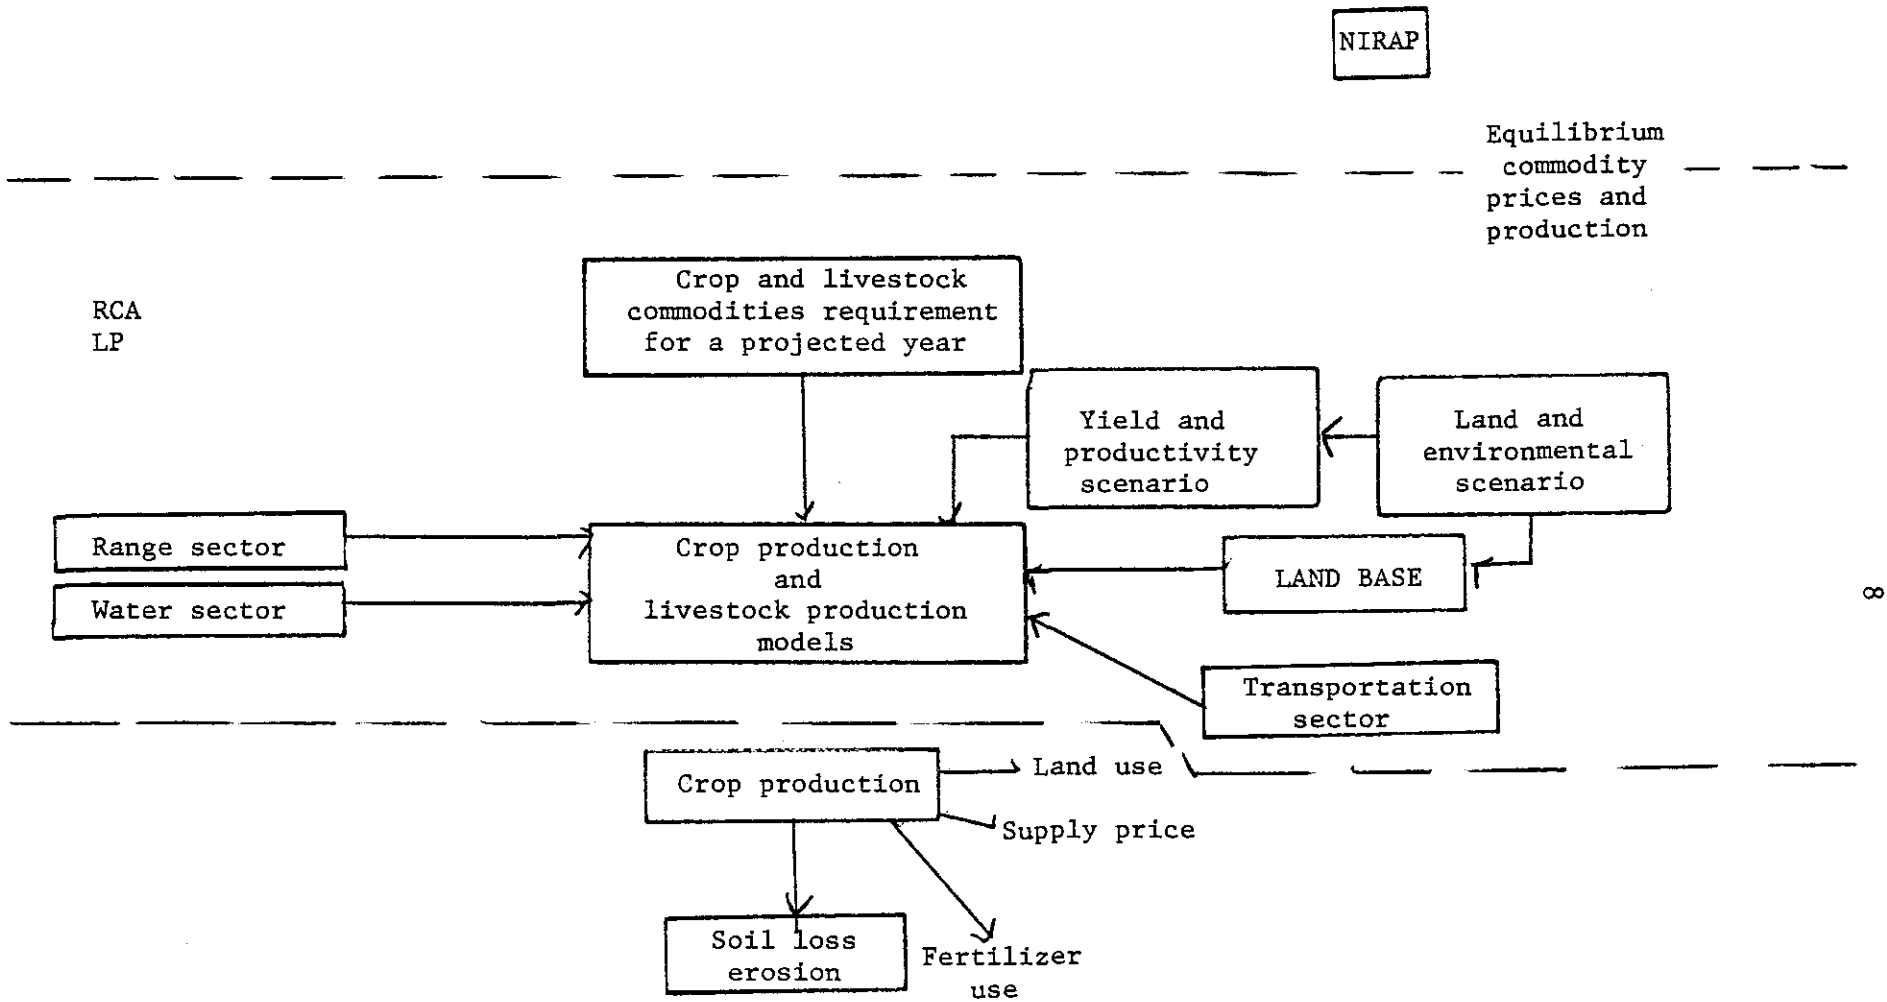 NIRAP
Equilibrium
commodity
prices and
production
RCA
LP
Crop and livestock
commodities requirement
for a projected year
Yield and
productivity
scenario
Land and
environmental
scenario
Range sector
Water sector
Crop production
and
livestock production
models
LAND BASE
8
Transportation
sector
Crop production
Land use
Supply price
Soil loss
erosion
Fertilizer
use